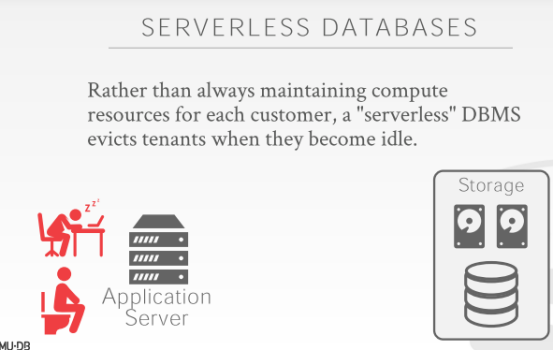 SERVERLESS DATABASES
Rather than always maintaining compute
resources for each customer, a "serverless" DBMS
evicts tenants when they become idle.
Storage
zzz
Application
Server
MU·DB